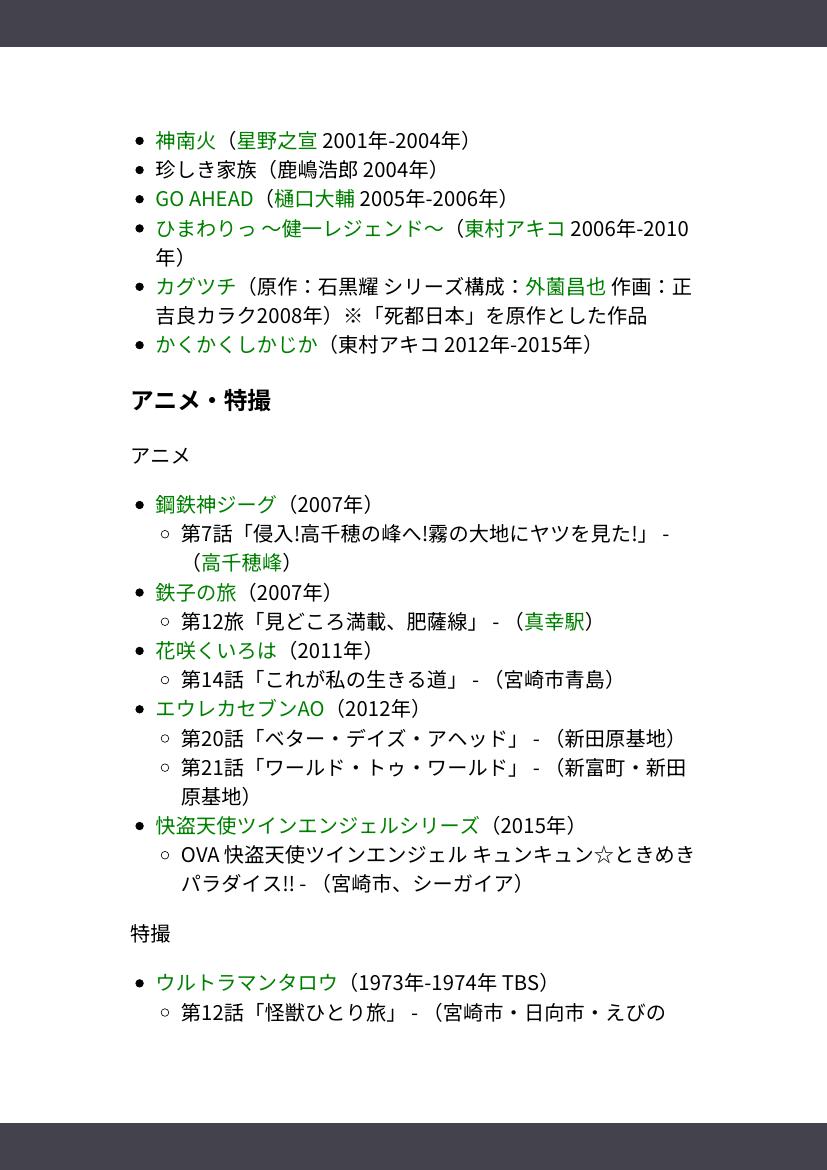 神南火（星野之宣 2001年-2004年）
珍しき家族（鹿嶋浩郎 2004年）
GO AHEAD（樋口大輔 2005年-2006年）
ひまわりっ 〜健一レジェンド〜（東村アキコ 2006年-2010
年）
カグツチ（原作：石黒耀 シリーズ構成：外薗昌也 作画：正
吉良カラク2008年）※「死都日本」を原作とした作品
かくかくしかじか（東村アキコ 2012年-2015年）
アニメ・特撮
アニメ
鋼鉄神ジーグ（2007年）
第7話「侵入!高千穂の峰へ!霧の大地にヤツを見た!」 -
（高千穂峰）
鉄子の旅（2007年）
第12旅「見どころ満載、肥薩線」 - （真幸駅）
花咲くいろは（2011年）
第14話「これが私の生きる道」 - （宮崎市青島）
エウレカセブンAO（2012年）
第20話「ベター・デイズ・アヘッド」 - （新田原基地）
第21話「ワールド・トゥ・ワールド」 - （新富町・新田
原基地）
快盗天使ツインエンジェルシリーズ（2015年）
OVA 快盗天使ツインエンジェル キュンキュン☆ときめき
パラダイス!! - （宮崎市、シーガイア）
特撮
ウルトラマンタロウ（1973年-1974年 TBS）
第12話「怪獣ひとり旅」 - （宮崎市・日向市・えびの